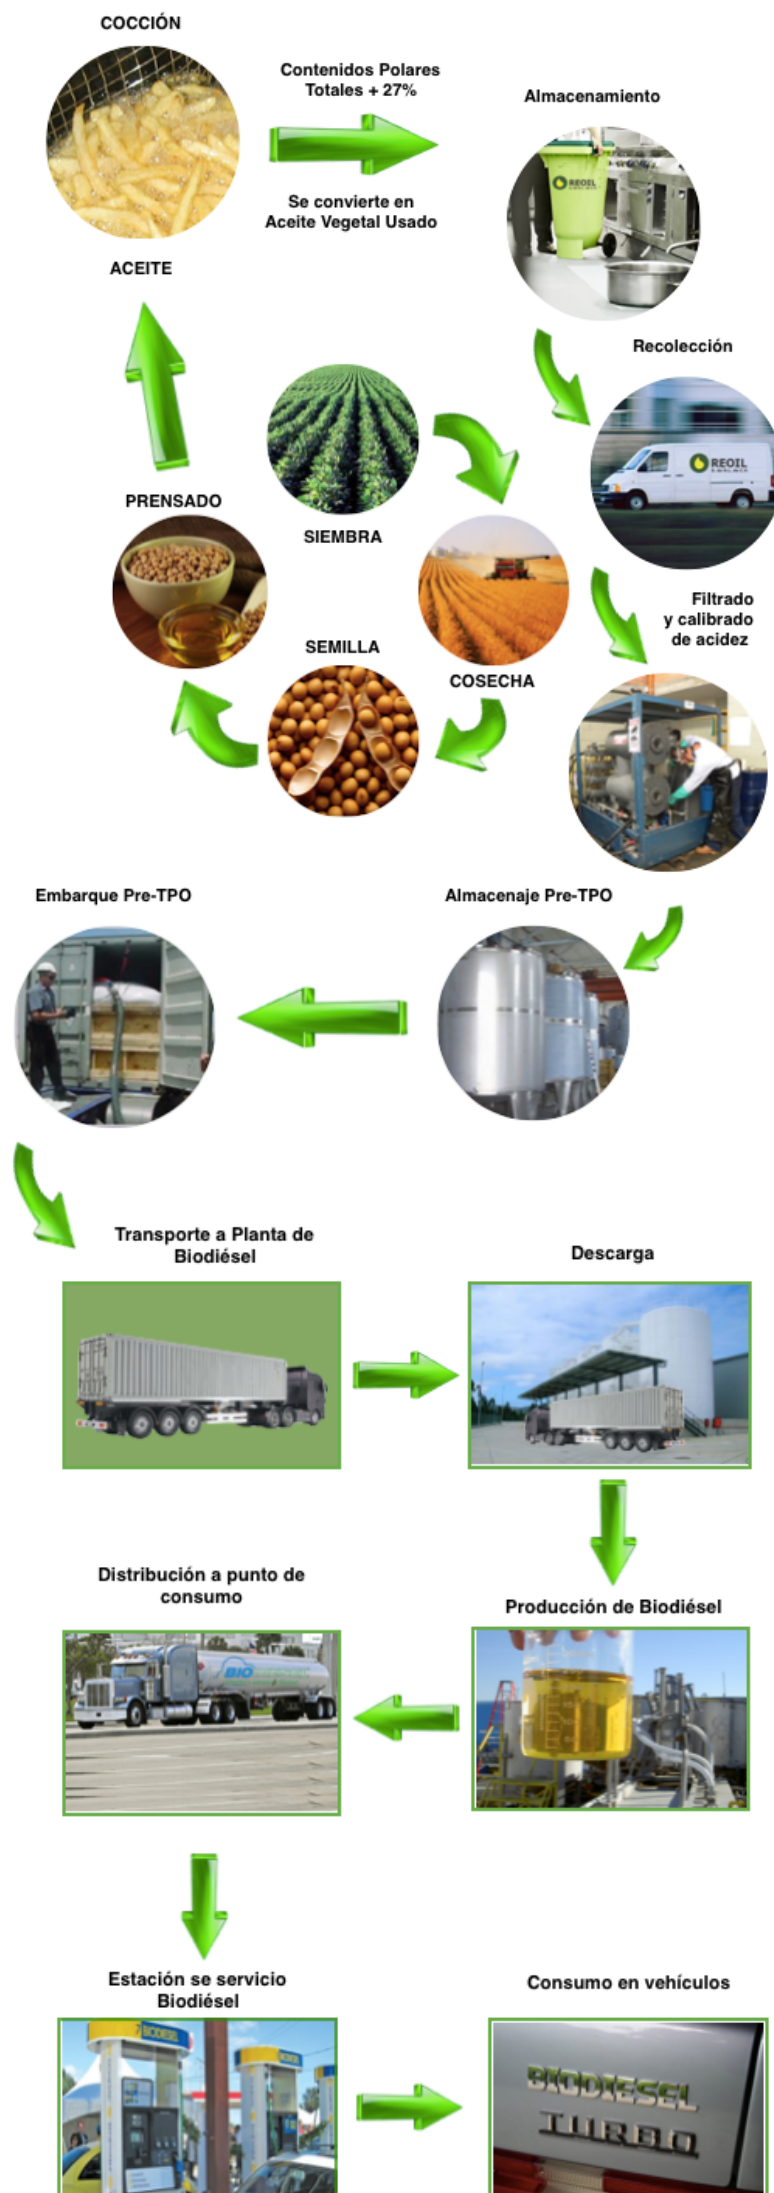 COCCIÓN
Contenidos Polares
Totales + 27%
Almacenamiento
REOIL
Se convierte en
Aceite Vegetal Usado
ACEITE
Recolección
REOIL
PRENSADO
SIEMBRA
Filtrado
y calibrado
de acidez
SEMILLA
COSECHA
Embarque Pre-TPO
Almacenaje Pre-TPO
Transporte a Planta de
Biodiésel
Descarga
Distribución a punto de
consumo
Producción de Biodiésel
BIO
Estación se servicio
Biodiésel
Consumo en vehículos
7 BIODIESEL
BIODIESEL
BIODIESEL
TURBO